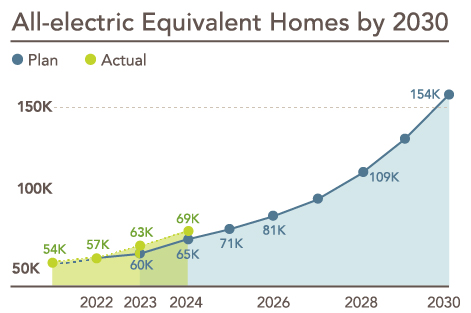 All-electric Equivalent Homes by 2030
Plan Actual
150K
154K
100K
109K
50K
54K 57K 63K 69K
60K 65K 71K 81K
2022 2023 2024 2026 2028 2030